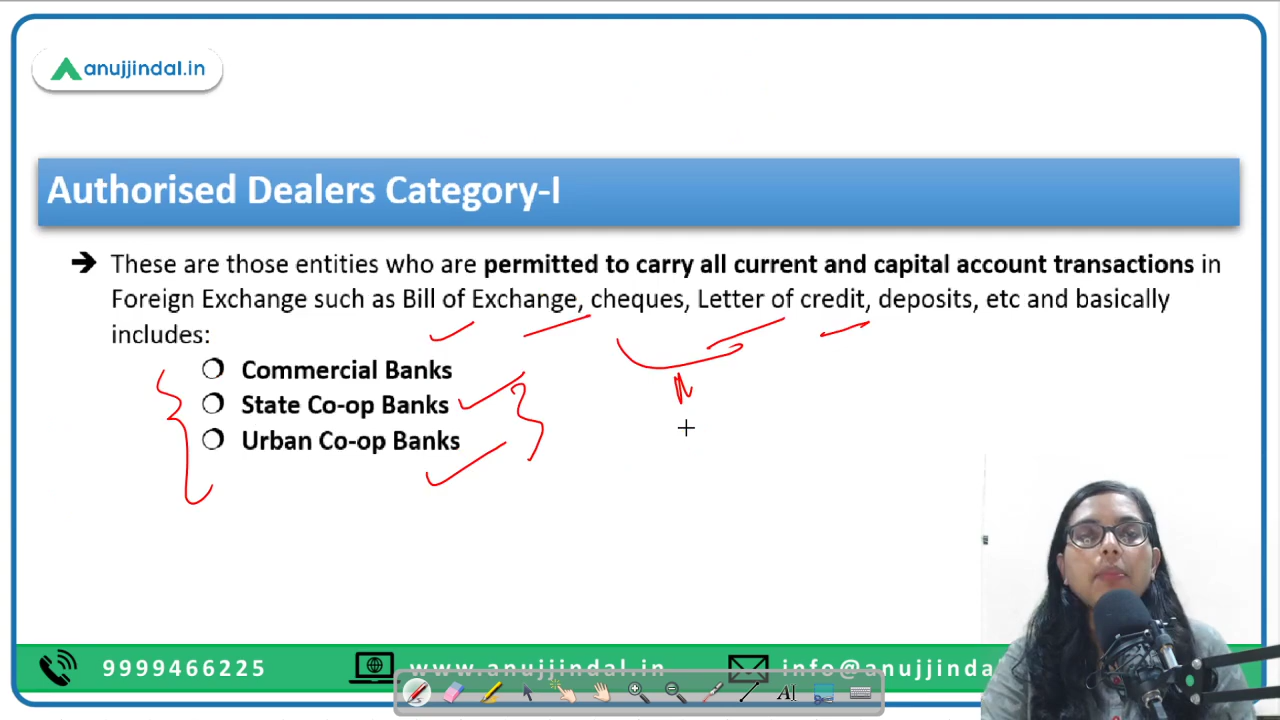 anujjindal.in
Authorised Dealers Category-I
➔ These are those entities who are permitted to carry all current and capital account transactions in
Foreign Exchange such as Bill of Exchange, cheques, Letter of credit, deposits, etc and basically
includes:
❍ Commercial Banks
❍ State Co-op Banks
❍ Urban Co-op Banks
9999466225
www.anujjindal.in
info@anujjinda
AI